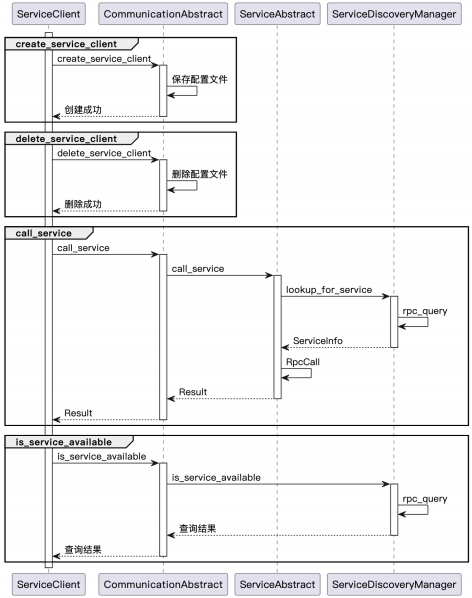 ServiceClient
CommunicationAbstract
ServiceAbstract
ServiceDiscoveryManager
create_service_client
create_service_client
保存配置文件
创建成功
delete_service_client
delete_service_client
删除配置文件
删除成功
call_service
call_service
call_service
lookup_for_service
rpc_query
ServiceInfo
RpcCall
Result
Result
is_service_available
is_service_available
is_service_available
rpc_query
查询结果
查询结果
ServiceClient
CommunicationAbstract
ServiceAbstract
ServiceDiscoveryManager